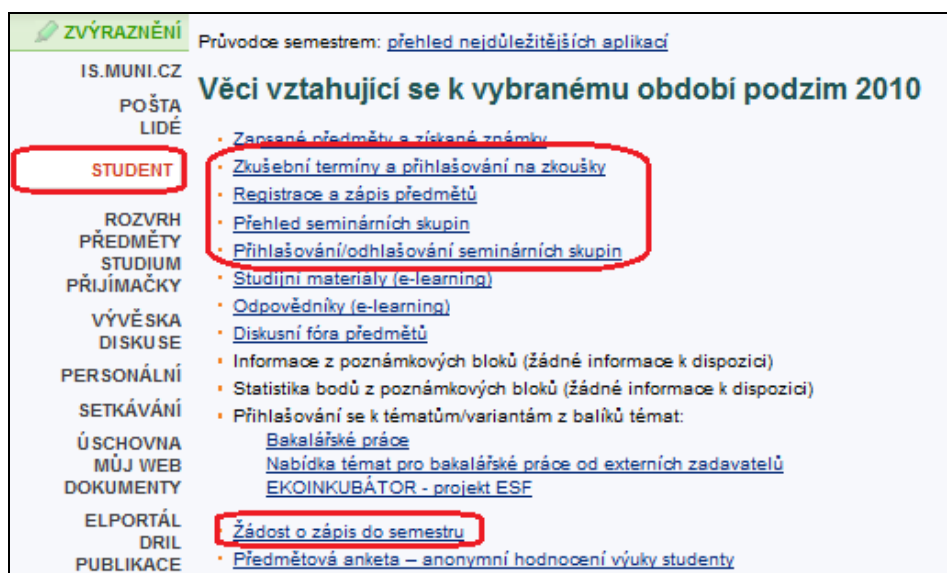 ZVÝRAZNĚNÍ
IS.MUNI.CZ
POŠTA
LIDÉ
STUDENT
ROZVRH
PŘEDMĚTY
STUDIUM
PŘIJÍMAČKY
VÝVĚSKA
DISKUSE
PERSONÁLNÍ
SETKÁVÁNÍ
ÚSCHOVNA
MŮJ WEB
DOKUMENTY
ELPORTÁL
DRIL
PUBLIKACE
Průvodce semestrem: přehled nejdůležitějších aplikací
Věci vztahující se k vybranému období podzim 2010
Zapsané předměty a získané známky
Zkušební termíny a přihlašování na zkoušky
Registrace a zápis předmětů
Přehled seminárních skupin
Přihlašování/odhlašování seminárních skupin
Studijní materiály (e-learning)
Odpovědníky (e-learning)
Diskusní fóra předmětů
Informace z poznámkových bloků (žádné informace k dispozici)
Statistika bodů z poznámkových bloků (žádné informace k dispozici)
Přihlašování se k tématům/variantám z balíků témat:
Bakalářské práce
Nabídka témat pro bakalářské práce od externích zadavatelů
EKOINKUBÁTOR - projekt ESF
Žádost o zápis do semestru
Předmětová anketa – anonymní hodnocení výuky studenty